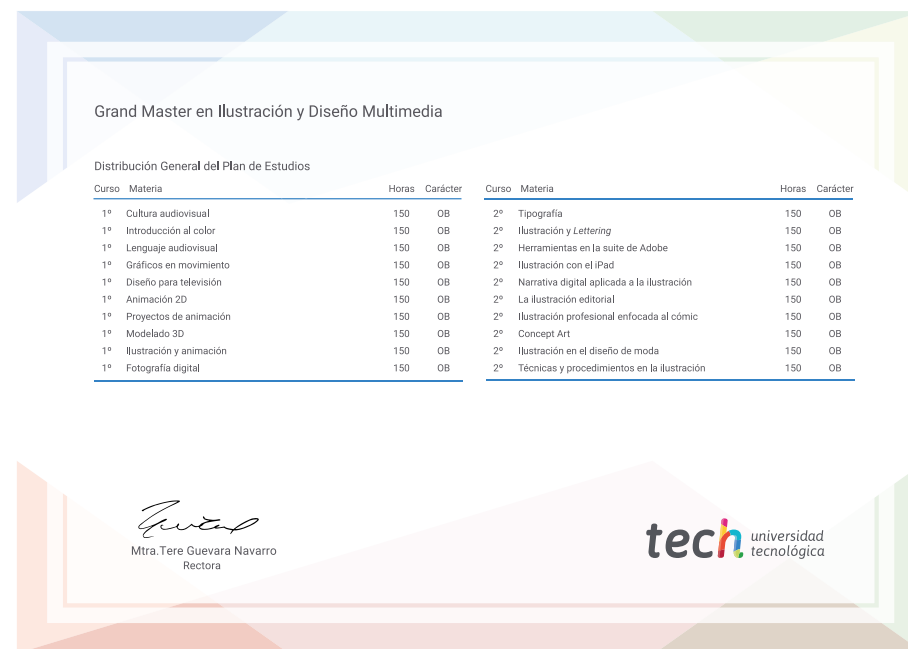 Grand Master en Ilustración y Diseño Multimedia
Distribución General del Plan de Estudios
Curso Materia Horas Carácter
1º Cultura audiovisual 150 OB
1º Introducción al color 150 OB
1º Lenguaje audiovisual 150 OB
1º Gráficos en movimiento 150 OB
1º Diseño para televisión 150 OB
1º Animación 2D 150 OB
1º Proyectos de animación 150 OB
1º Modelado 3D 150 OB
1º Ilustración y animación 150 OB
1º Fotografía digital 150 OB
Curso Materia Horas Carácter
2º Tipografía 150 OB
2º Ilustración y Lettering 150 OB
2º Herramientas en la suite de Adobe 150 OB
2º Ilustración con el iPad 150 OB
2º Narrativa digital aplicada a la ilustración 150 OB
2º La ilustración editorial 150 OB
2º Ilustración profesional enfocada al cómic 150 OB
2º Concept Art 150 OB
2º Ilustración en el diseño de moda 150 OB
2º Técnicas y procedimientos en la ilustración 150 OB
Mtra.Tere Guevara Navarro
Rectora
tech universidad
tecnológica